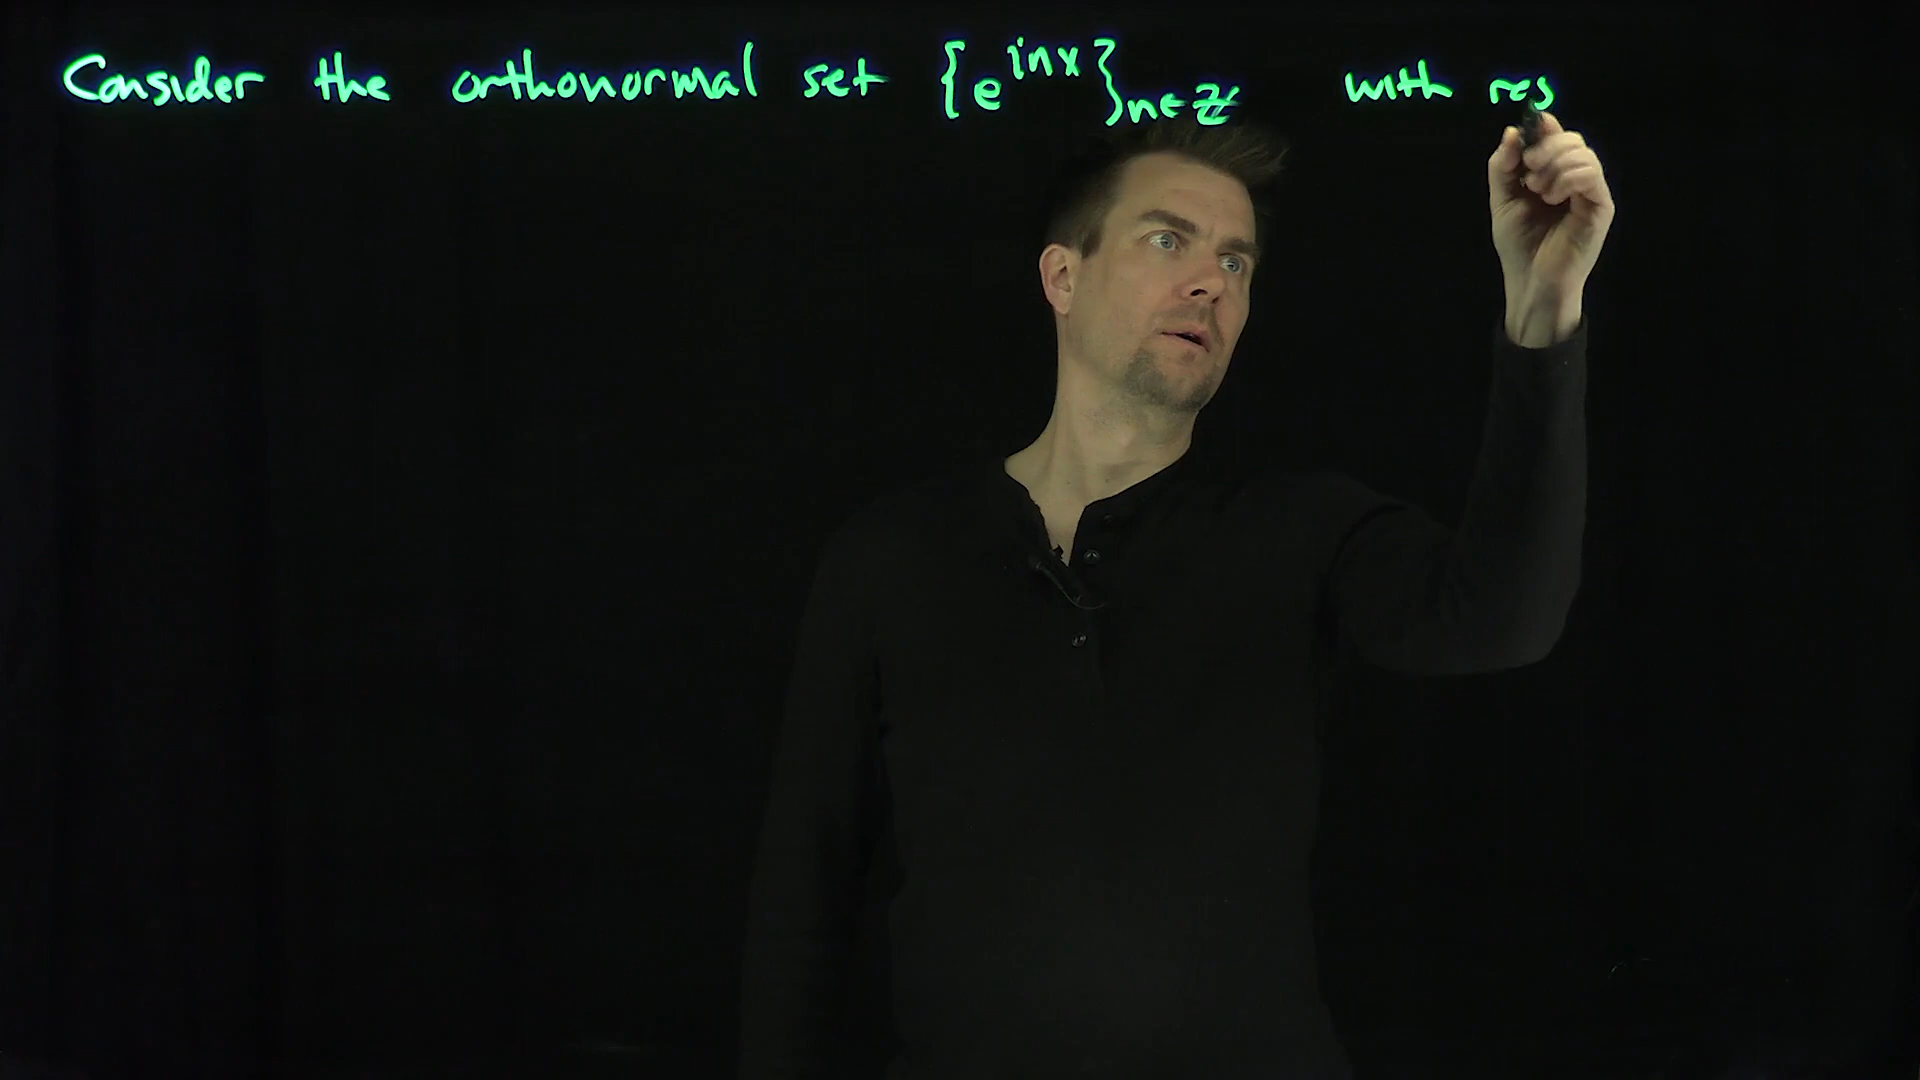 Consider the orthonormal set {e^{inx}}_{n∈ℤ} with res